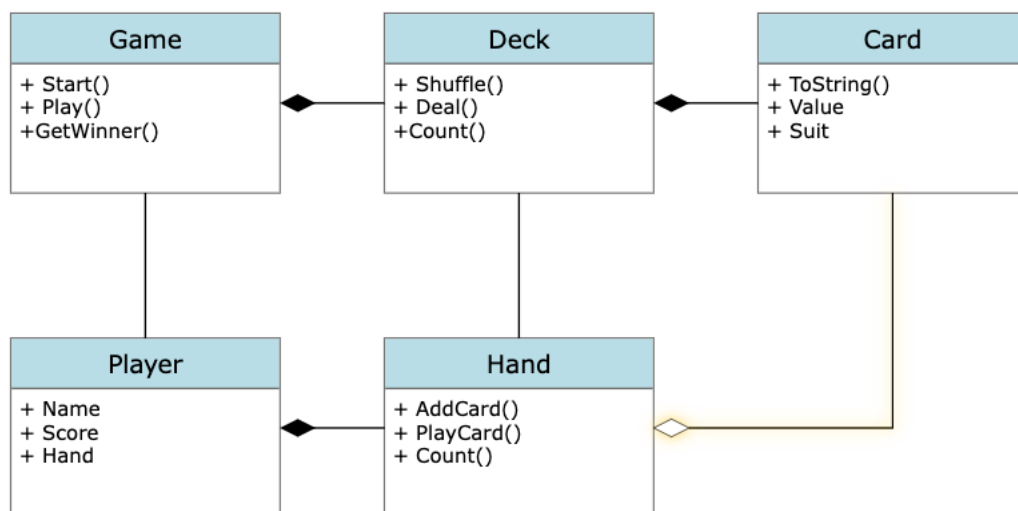 Game
+ Start()
+ Play()
+GetWinner()
Deck
+ Shuffle()
+ Deal()
+Count()
Card
+ ToString()
+ Value
+ Suit
Player
+ Name
+ Score
+ Hand
Hand
+ AddCard()
+ PlayCard()
+ Count()